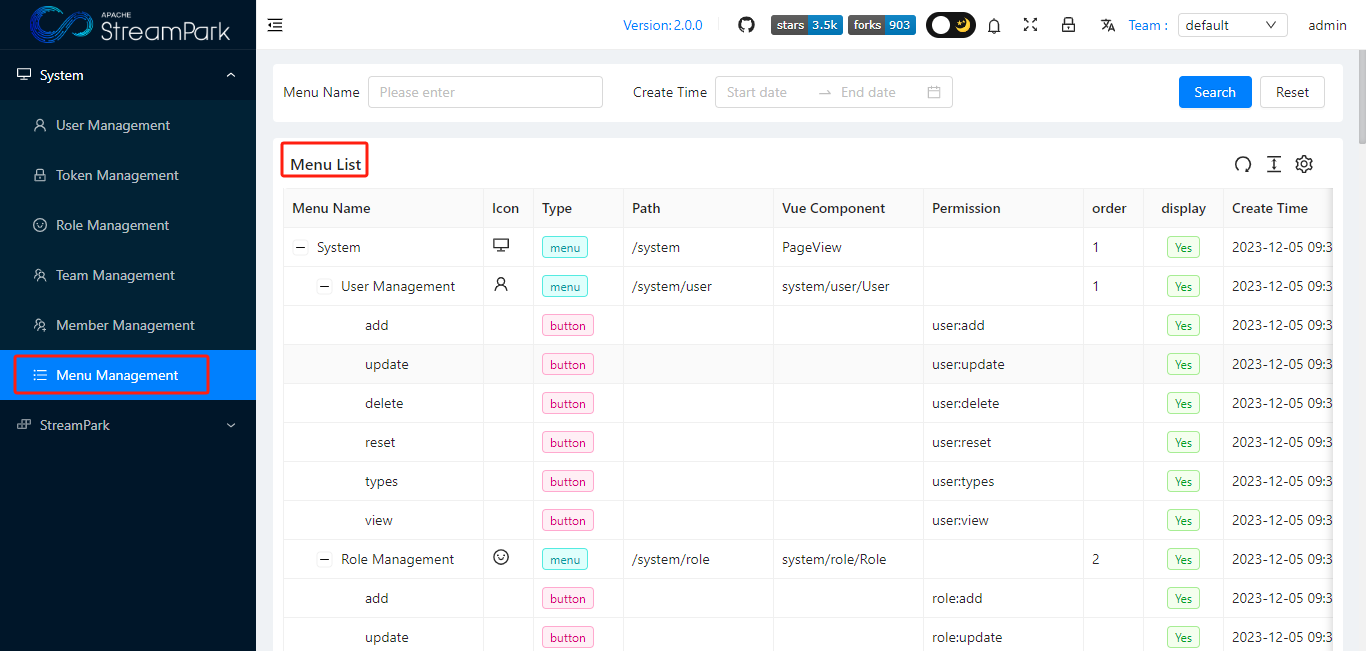 APACHE
StreamPark
Version: 2.0.0
stars 3.5k
forks 903
Team :
default
admin
System
User Management
Token Management
Role Management
Team Management
Member Management
Menu Management
StreamPark
Menu Name
Please enter
Create Time
Start date
End date
Search
Reset
Menu List
Menu Name Icon Type Path Vue Component Permission order display Create Time
System menu /system PageView 1 Yes 2023-12-05 09:3
User Management menu /system/user system/user/User 1 Yes 2023-12-05 09:3
add button user:add Yes 2023-12-05 09:3
update button user:update Yes 2023-12-05 09:3
delete button user:delete Yes 2023-12-05 09:3
reset button user:reset Yes 2023-12-05 09:3
types button user:types Yes 2023-12-05 09:3
view button user:view Yes 2023-12-05 09:3
Role Management menu /system/role system/role/Role 2 Yes 2023-12-05 09:3
add button role:add Yes 2023-12-05 09:3
update button role:update Yes 2023-12-05 09:3